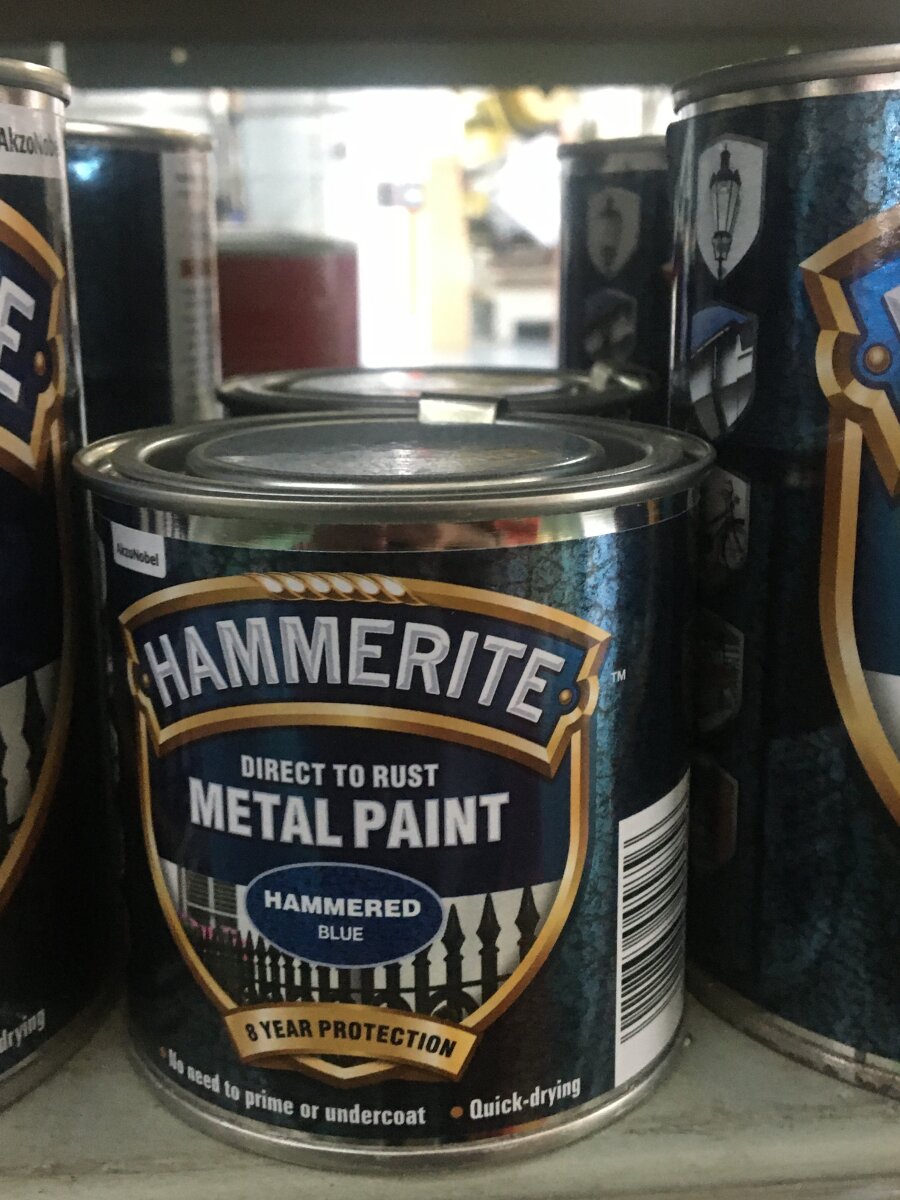 AkzoNobel
E
AkzoNobel
HAMMERITE
TM
DIRECT TO RUST
METAL PAINT
HAMMERED
BLUE
8 YEAR PROTECTION
No need to prime or undercoat
• Quick-drying
drying